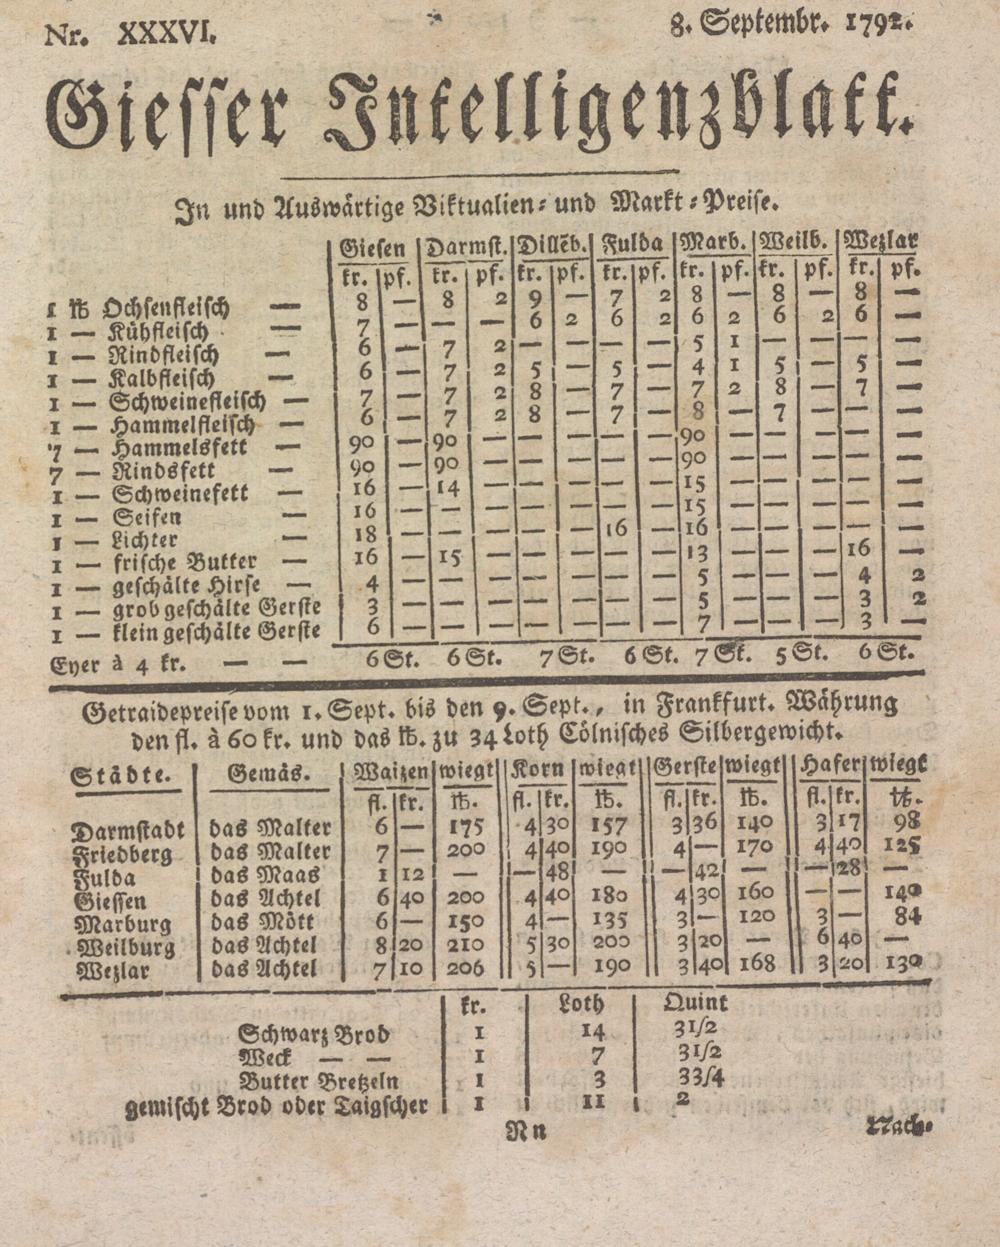 Nr. XXXVI. 8. Septembr. 1792.
Giesser Intelligenzblatt.
In und Auswärtige Viktualien- und Markt-Preise.
Giesen | Darmst. | Dillēb. | Fulda | Marb. | Weilb. | Wezlar
kr. | pf. | kr. | pf. | kr. | pf. | kr. | pf. | kr. | pf. | kr. | pf. | kr. | pf.
1 ℔ Ochsenfleisch — | 8 | — | 8 | 2 | 9 | — | 7 | 2 | 8 | — | 8 | — | 8 | —
1 — Kühfleisch — | 7 | — | — | — | 6 | 2 | 6 | 2 | 6 | 2 | 6 | 2 | 6 | —
1 — Rindfleisch — | 6 | — | 7 | 2 | — | — | — | — | 5 | 1 | — | — | — | —
1 — Kalbfleisch — | 6 | — | 7 | 2 | 5 | — | 5 | — | 4 | 1 | 5 | — | 5 | —
1 — Schweinefleisch — | 7 | — | 7 | 2 | 8 | — | 7 | — | 7 | 2 | 8 | — | 7 | —
1 — Hammelfleisch — | 6 | — | 7 | 2 | 8 | — | 7 | — | 8 | — | 7 | — | — | —
7 — Hammelsfett — | 90 | — | 90 | — | — | — | — | — | 90 | — | — | — | — | —
7 — Rindsfett — | 90 | — | 90 | — | — | — | — | — | 90 | — | — | — | — | —
1 — Schweinefett — | 16 | — | 14 | — | — | — | — | — | 15 | — | — | — | — | —
1 — Seifen — | 16 | — | — | — | — | — | — | — | 15 | — | — | — | — | —
1 — Lichter — | 18 | — | — | — | — | — | 16 | — | 16 | — | — | — | — | —
1 — frische Butter — | 16 | — | 15 | — | — | — | — | — | 13 | — | — | — | 16 | —
1 — geschälte Hirse — | 4 | — | — | — | — | — | — | — | 5 | — | — | — | 4 | 2
1 — grob geschälte Gerste | 3 | — | — | — | — | — | — | — | 5 | — | — | — | 3 | 2
1 — klein geschälte Gerste | 6 | — | — | — | — | — | — | — | 7 | — | — | — | 3 | —
Eyer à 4 kr. — — 6 St. 6 St. 7 St. 6 St. 7 St. 5 St. 6 St.
Getraidepreise vom 1. Sept. bis den 9. Sept., in Frankfurt. Währung
den fl. à 60 kr. und das ℔. zu 34 Loth Cölnisches Silbergewicht.
Städte. | Gemäs. | Waizen | wiegt | Korn | wiegt | Gerste | wiegt | Hafer | wiegt
fl. | kr. | ℔. | fl. | kr. | ℔. | fl. | kr. | ℔. | fl. | kr. | ℔.
Darmstadt | das Malter | 6 | — | 175 | 4 | 30 | 157 | 3 | 36 | 140 | 3 | 17 | 98
Friedberg | das Malter | 7 | — | 200 | 4 | 40 | 190 | 4 | — | 170 | 4 | 40 | 125
Fulda | das Maas | 1 | 12 | — | — | 48 | — | — | 42 | — | — | 28 | —
Giessen | das Achtel | 6 | 40 | 200 | 4 | 40 | 180 | 4 | 30 | 160 | — | — | 140
Marburg | das Mött | 6 | — | 150 | 4 | — | 135 | 3 | — | 120 | 3 | — | 84
Weilburg | das Achtel | 8 | 20 | 210 | 5 | 30 | 200 | 3 | 20 | — | 6 | 40 | —
Wezlar | das Achtel | 7 | 10 | 206 | 5 | — | 190 | 3 | 40 | 168 | 3 | 20 | 130
kr. | Loth | Quint
Schwarz Brod | 1 | 14 | 3 1/2
Weck — — | 1 | 7 | 3 1/2
Butter Bretzeln | 1 | 3 | 3 3/4
gemischt Brod oder Taigscher | 1 | 11 | 2
Nn Nach-